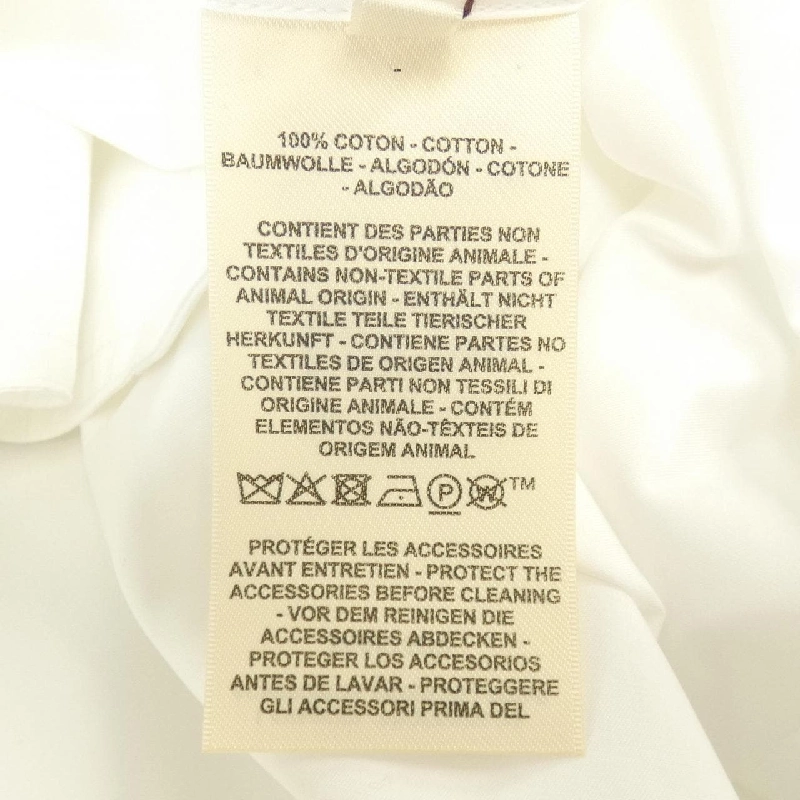 100% COTON - COTTON -
BAUMWOLLE - ALGODÓN - COTONE
- ALGODÃO
CONTIENT DES PARTIES NON
TEXTILES D'ORIGINE ANIMALE -
CONTAINS NON-TEXTILE PARTS OF
ANIMAL ORIGIN - ENTHÄLT NICHT
TEXTILE TEILE TIERISCHER
HERKUNFT - CONTIENE PARTES NO
TEXTILES DE ORIGEN ANIMAL -
CONTIENE PARTI NON TESSILI DI
ORIGINE ANIMALE - CONTÉM
ELEMENTOS NÃO-TÊXTEIS DE
ORIGEM ANIMAL
P W TM
PROTÉGER LES ACCESSOIRES
AVANT ENTRETIEN - PROTECT THE
ACCESSORIES BEFORE CLEANING
- VOR DEM REINIGEN DIE
ACCESSOIRES ABDECKEN -
PROTEGER LOS ACCESORIOS
ANTES DE LAVAR - PROTEGGERE
GLI ACCESSORI PRIMA DEL